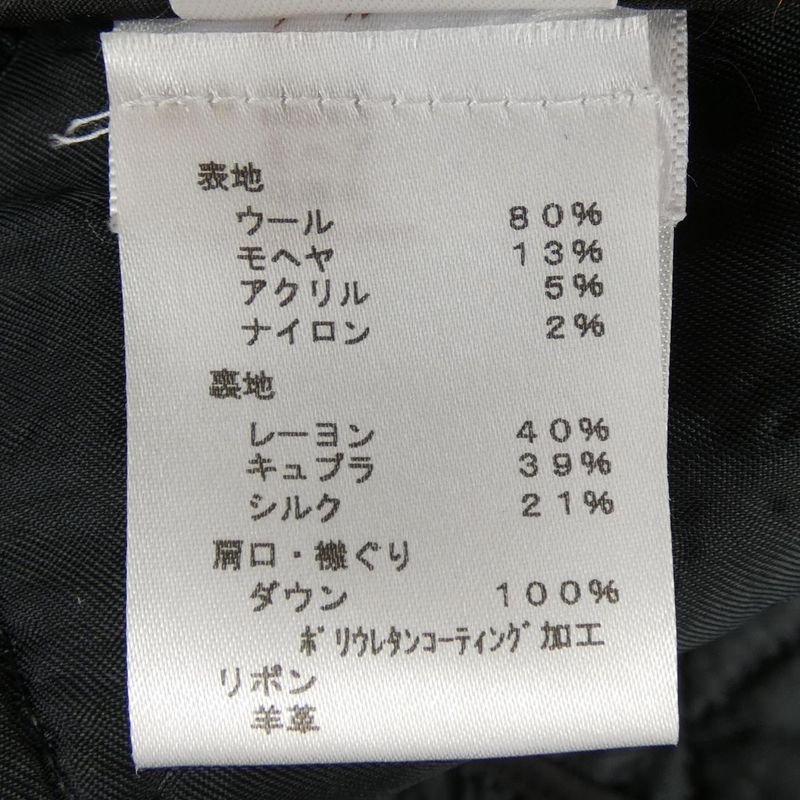 表地
ウール 80%
モヘヤ 13%
アクリル 5%
ナイロン 2%
裏地
レーヨン 40%
キュプラ 39%
シルク 21%
肩口・襟ぐり
ダウン 100%
ポリウレタンコーティング加工
リボン
羊革